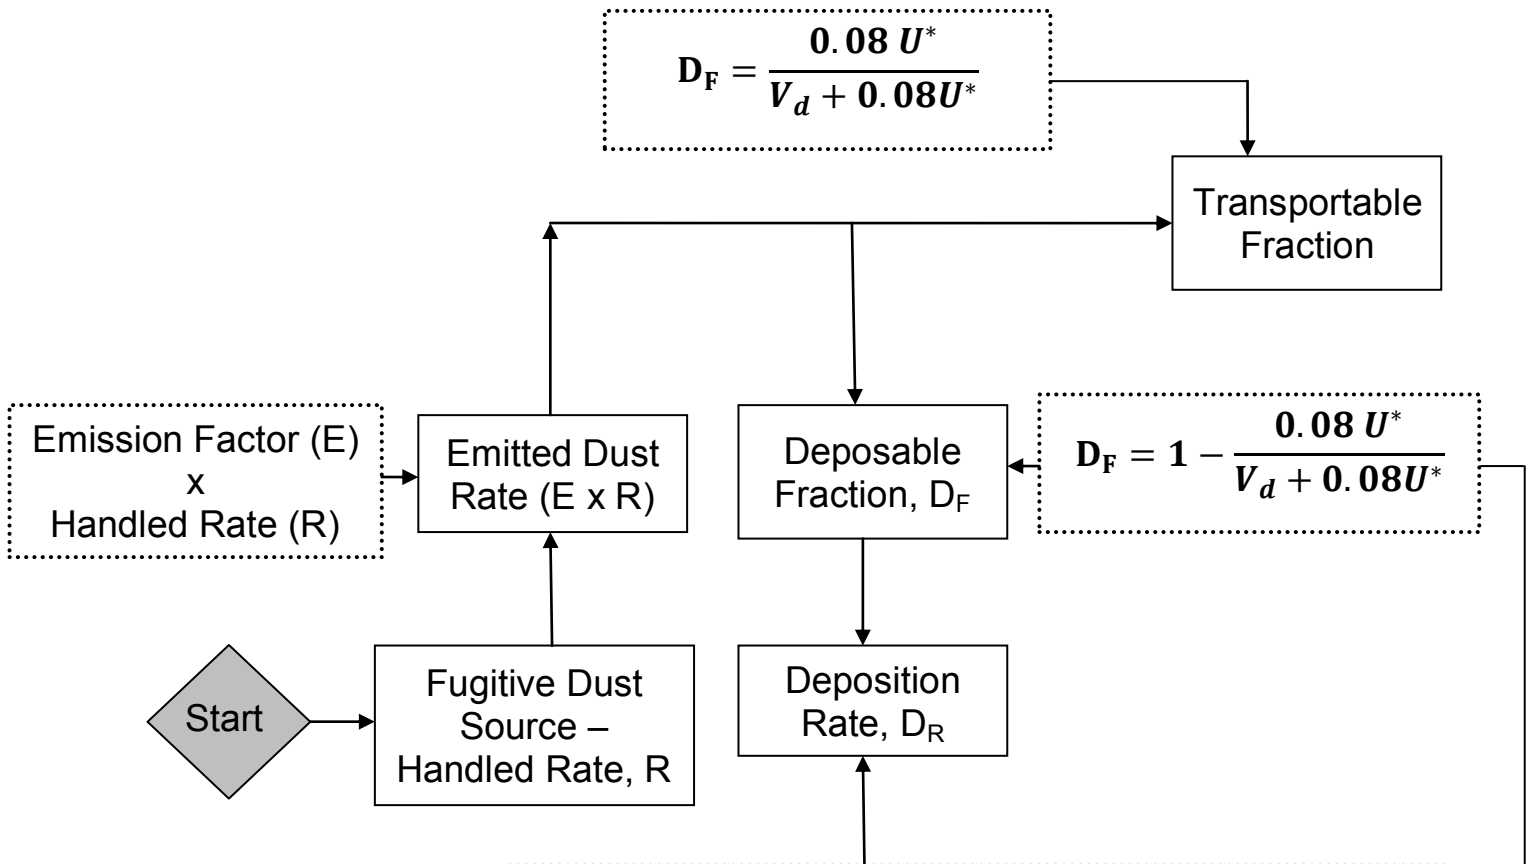 D_F = 0.08 U* / (V_d + 0.08U*)
Transportable
Fraction
Emission Factor (E)
x
Handled Rate (R)
Emitted Dust
Rate (E x R)
Deposable
Fraction, D_F
D_F = 1 − 0.08 U* / (V_d + 0.08U*)
Start
Fugitive Dust
Source –
Handled Rate, R
Deposition
Rate, D_R